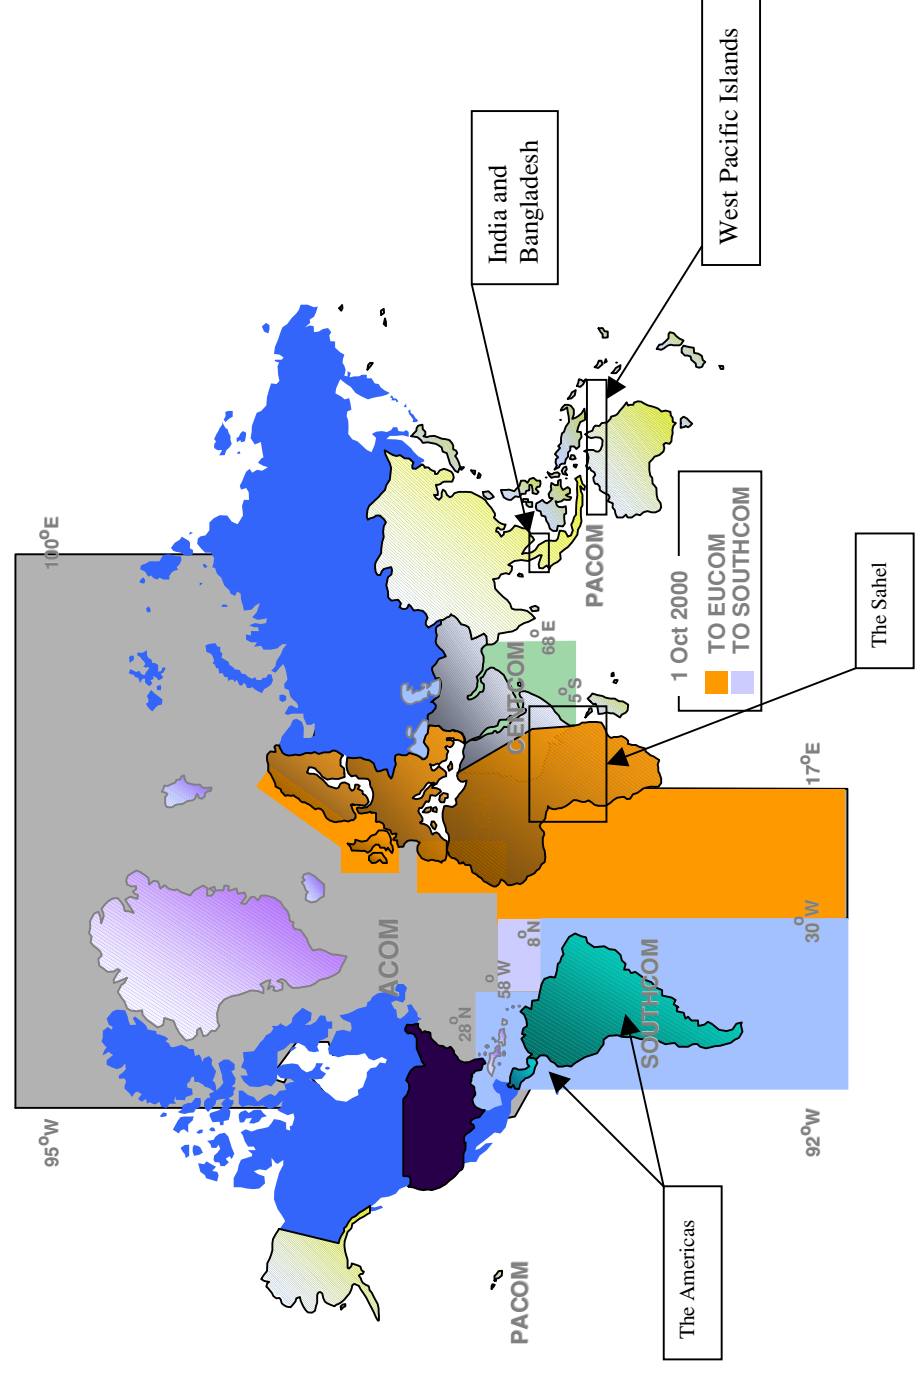 95°W
100°E
ACOM
28°N
58°W
8°N
CENTCOM
68°E
5°S
PACOM
PACOM
SOUTHCOM
92°W
30°W
17°E
1 Oct 2000
TO EUCOM
TO SOUTHCOM
India and
Bangladesh
West Pacific Islands
The Sahel
The Americas